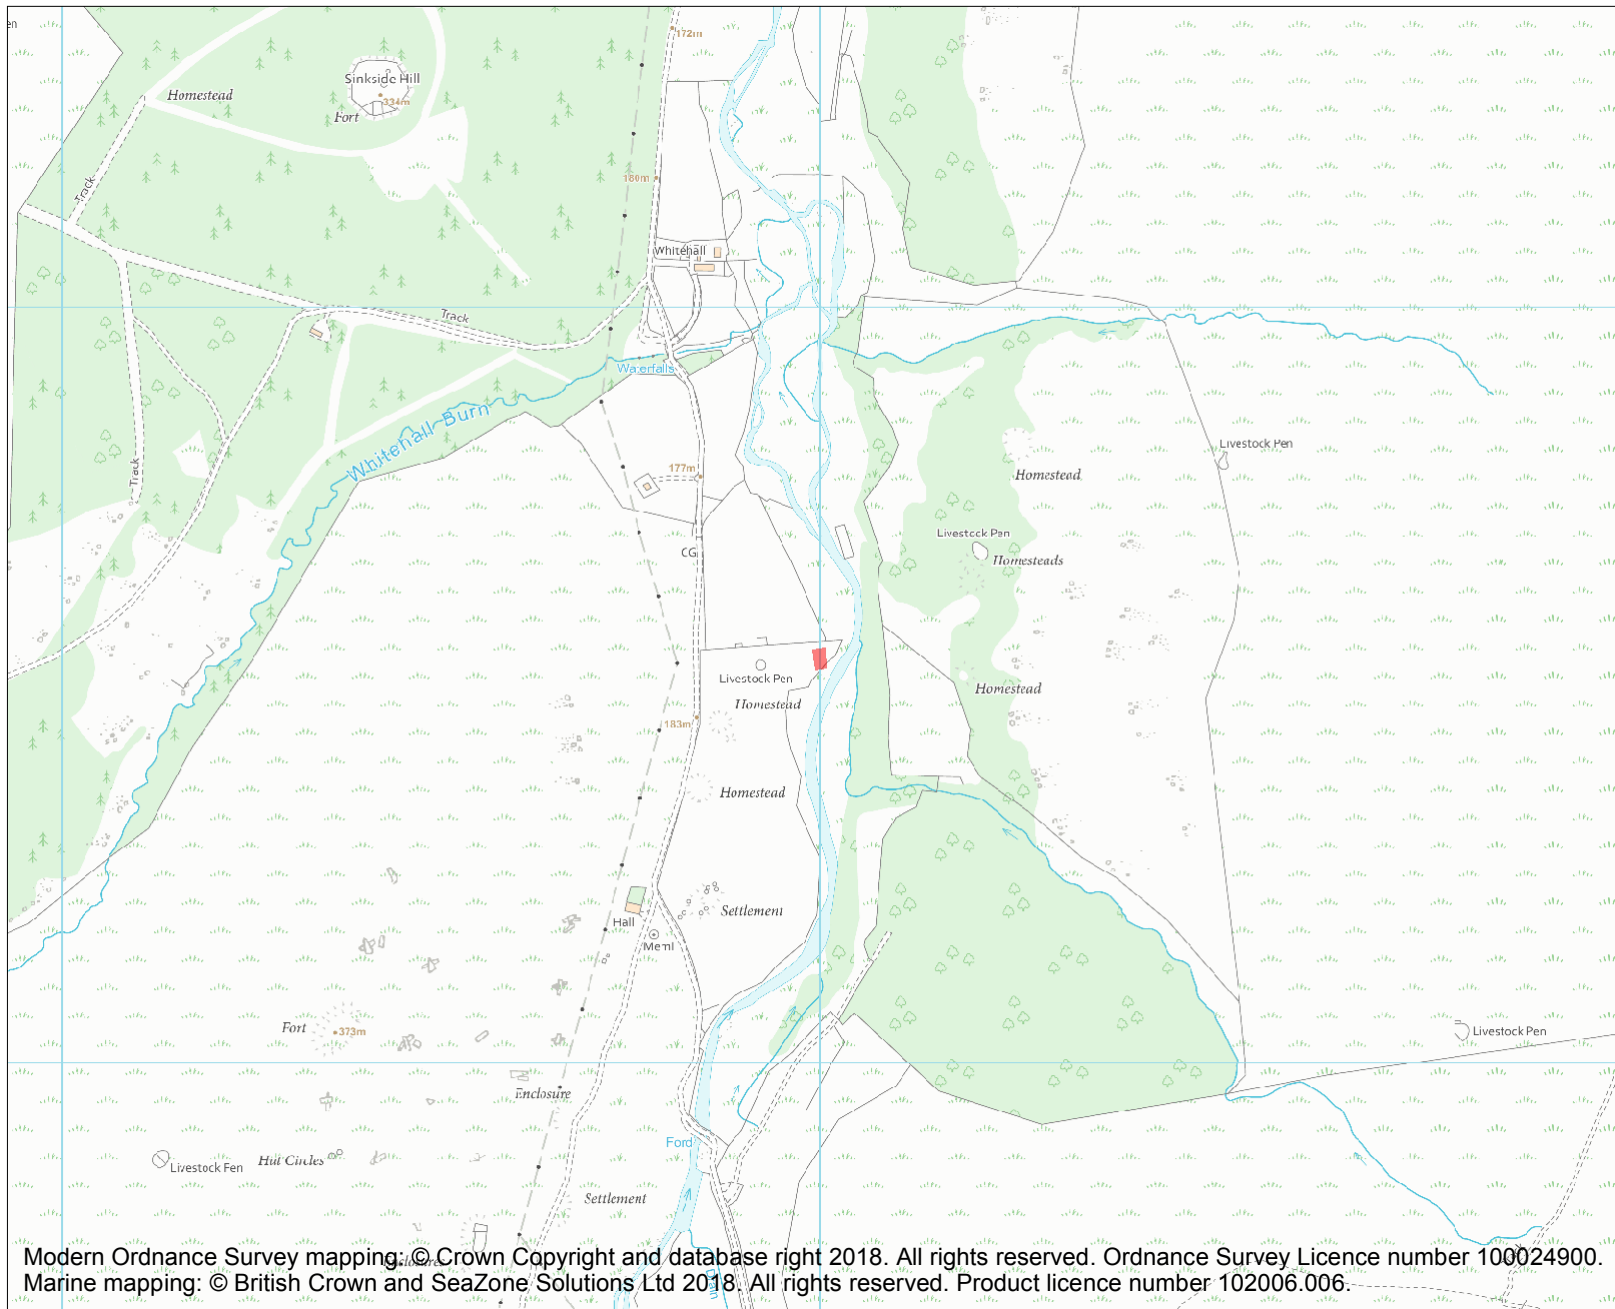 172m
Sinkside Hill
Homestead
334m
Fort
Track
180m
Whitehall
Track
Waterfalls
Whitehall Burn
Livestock Pen
Track
177m
Homestead
Livestock Pen
CG
Homesteads
Livestock Pen
Homestead
Homestead
183m
Homestead
Settlement
Hall
Meml
Fort
373m
Livestock Pen
Enclosure
Ford
Hut Circles
Livestock Pen
Settlement
Drain
Modern Ordnance Survey mapping: © Crown Copyright and database right 2018. All rights reserved. Ordnance Survey Licence number 100024900.
Marine mapping: © British Crown and SeaZone Solutions Ltd 2018. All rights reserved. Product licence number 102006.006.